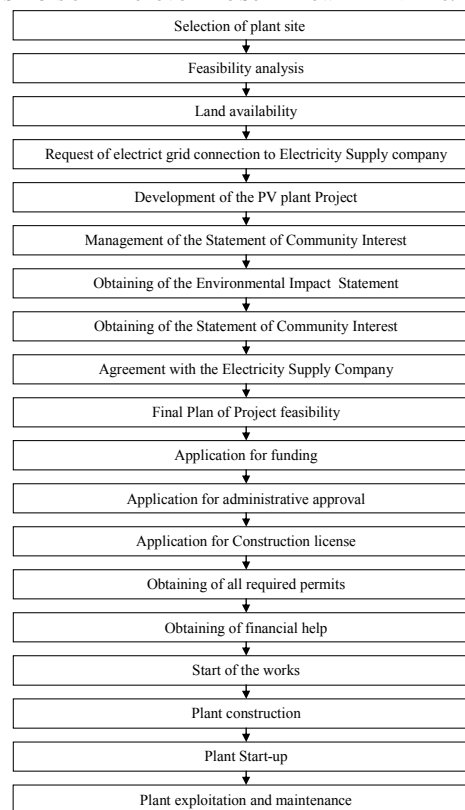 Selection of plant site
Feasibility analysis
Land availability
Request of electrict grid connection to Electricity Supply company
Development of the PV plant Project
Management of the Statement of Community Interest
Obtaining of the Environmental Impact Statement
Obtaining of the Statement of Community Interest
Agreement with the Electricity Supply Company
Final Plan of Project feasibility
Application for funding
Application for administrative approval
Application for Construction license
Obtaining of all required permits
Obtaining of financial help
Start of the works
Plant construction
Plant Start-up
Plant exploitation and maintenance